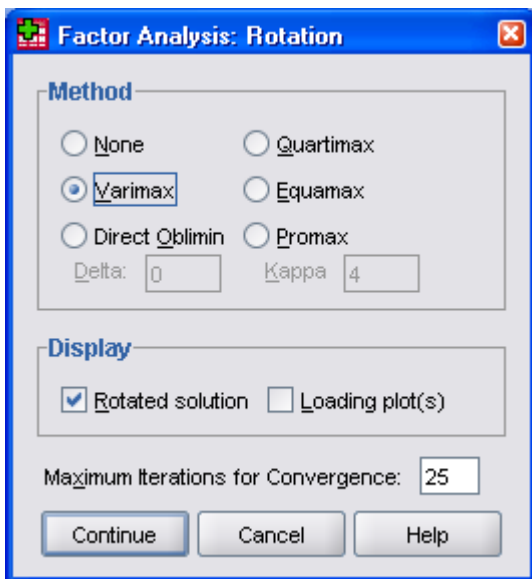 Factor Analysis: Rotation
Method
None Quartimax
Varimax Equamax
Direct Oblimin Promax
Delta: 0 Kappa 4
Display
Rotated solution Loading plot(s)
Maximum Iterations for Convergence: 25
Continue Cancel Help